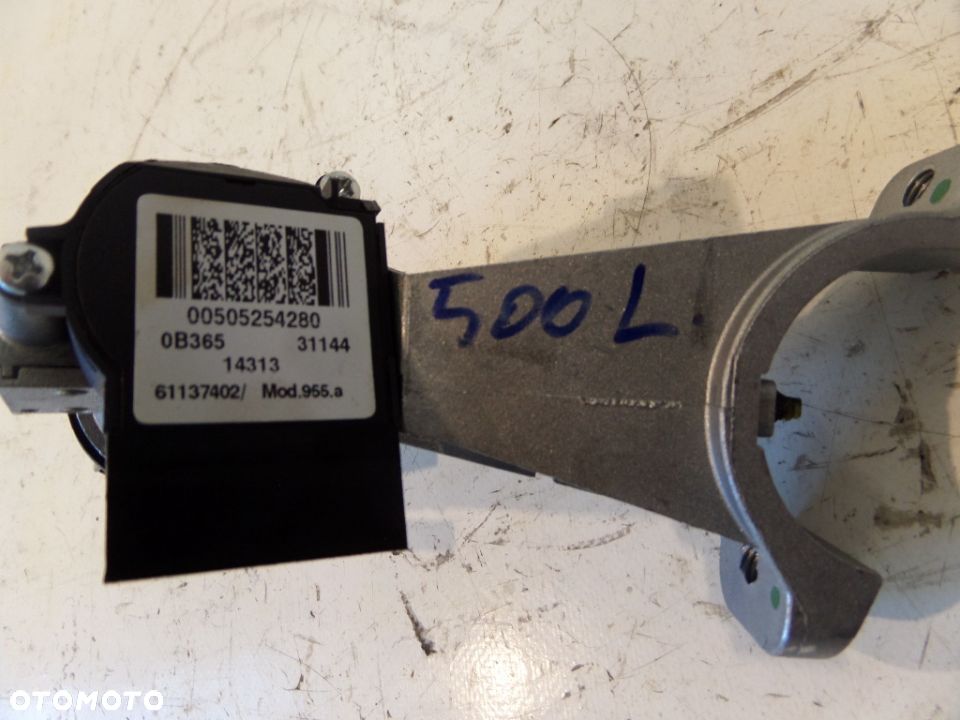 00505254280
0B365 31144
14313
61137402/ Mod.955.a
500L.
OTOMOTO